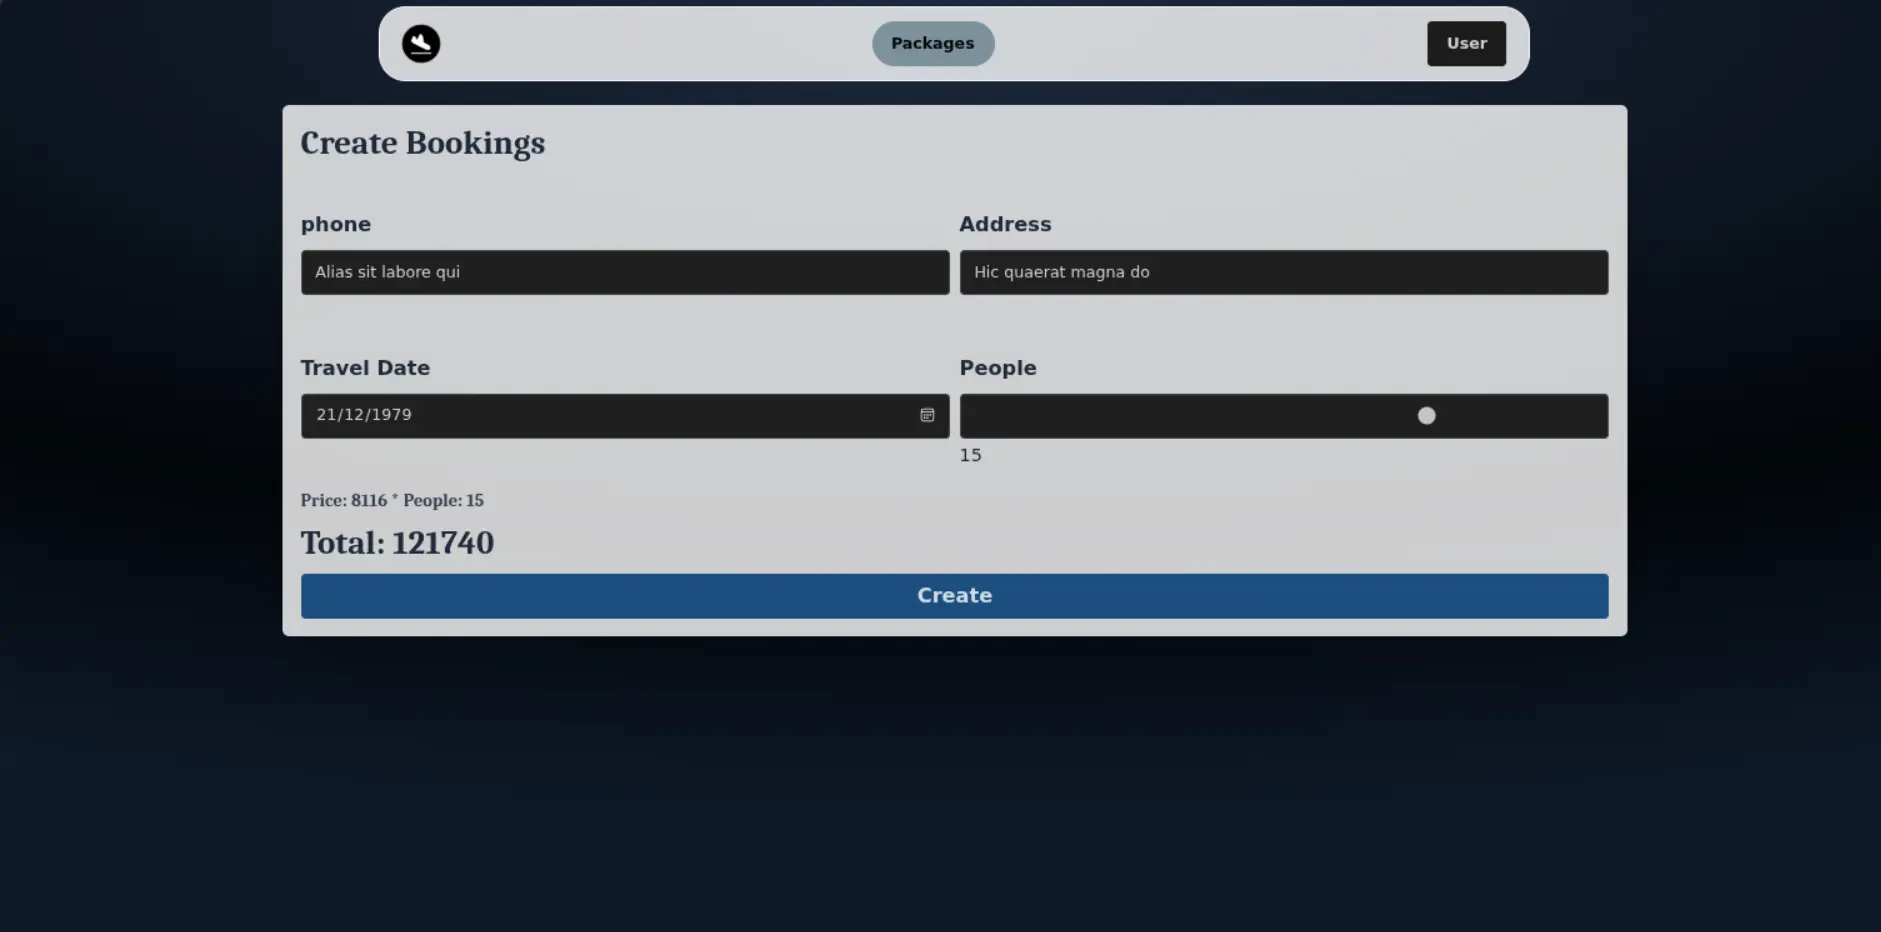 Packages
User
Create Bookings
phone
Address
Alias sit labore qui
Hic quaerat magna do
Travel Date
People
21/12/1979
15
Price: 8116 * People: 15
Total: 121740
Create